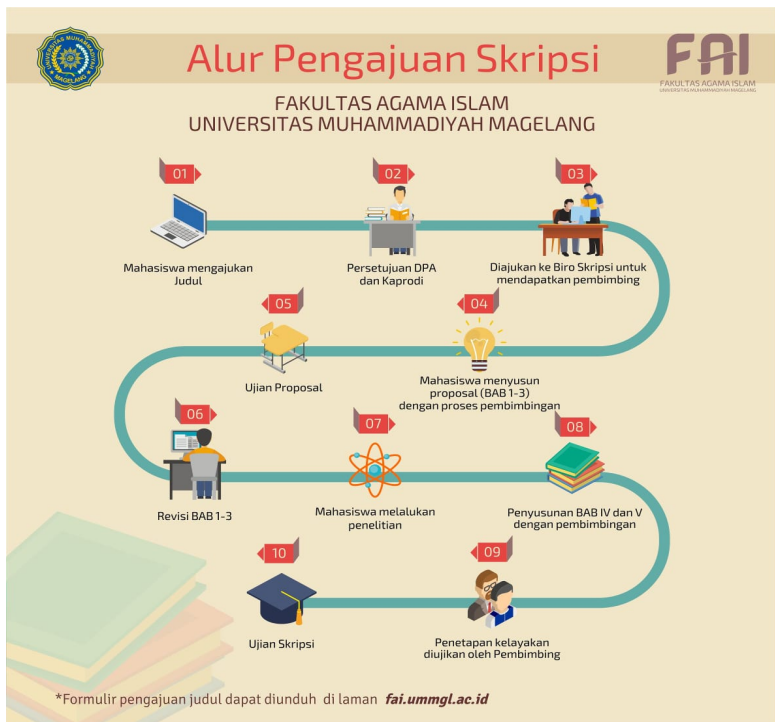 UNIVERSITAS MUHAMMADIYAH
MAGELANG
Alur Pengajuan Skripsi
FAI
FAKULTAS AGAMA ISLAM
UNIVERSITAS MUHAMMADIYAH MAGELANG
FAKULTAS AGAMA ISLAM
UNIVERSITAS MUHAMMADIYAH MAGELANG
01
Mahasiswa mengajukan
Judul
02
Persetujuan DPA
dan Kaprodi
03
Diajukan ke Biro Skripsi untuk
mendapatkan pembimbing
04
Mahasiswa menyusun
proposal (BAB 1-3)
dengan proses pembimbingan
05
Ujian Proposal
06
Revisi BAB 1-3
07
Mahasiswa melalukan
penelitian
08
Penyusunan BAB IV dan V
dengan pembimbingan
09
Penetapan kelayakan
diujikan oleh Pembimbing
10
Ujian Skripsi
*Formulir pengajuan judul dapat diunduh di laman fai.ummgl.ac.id